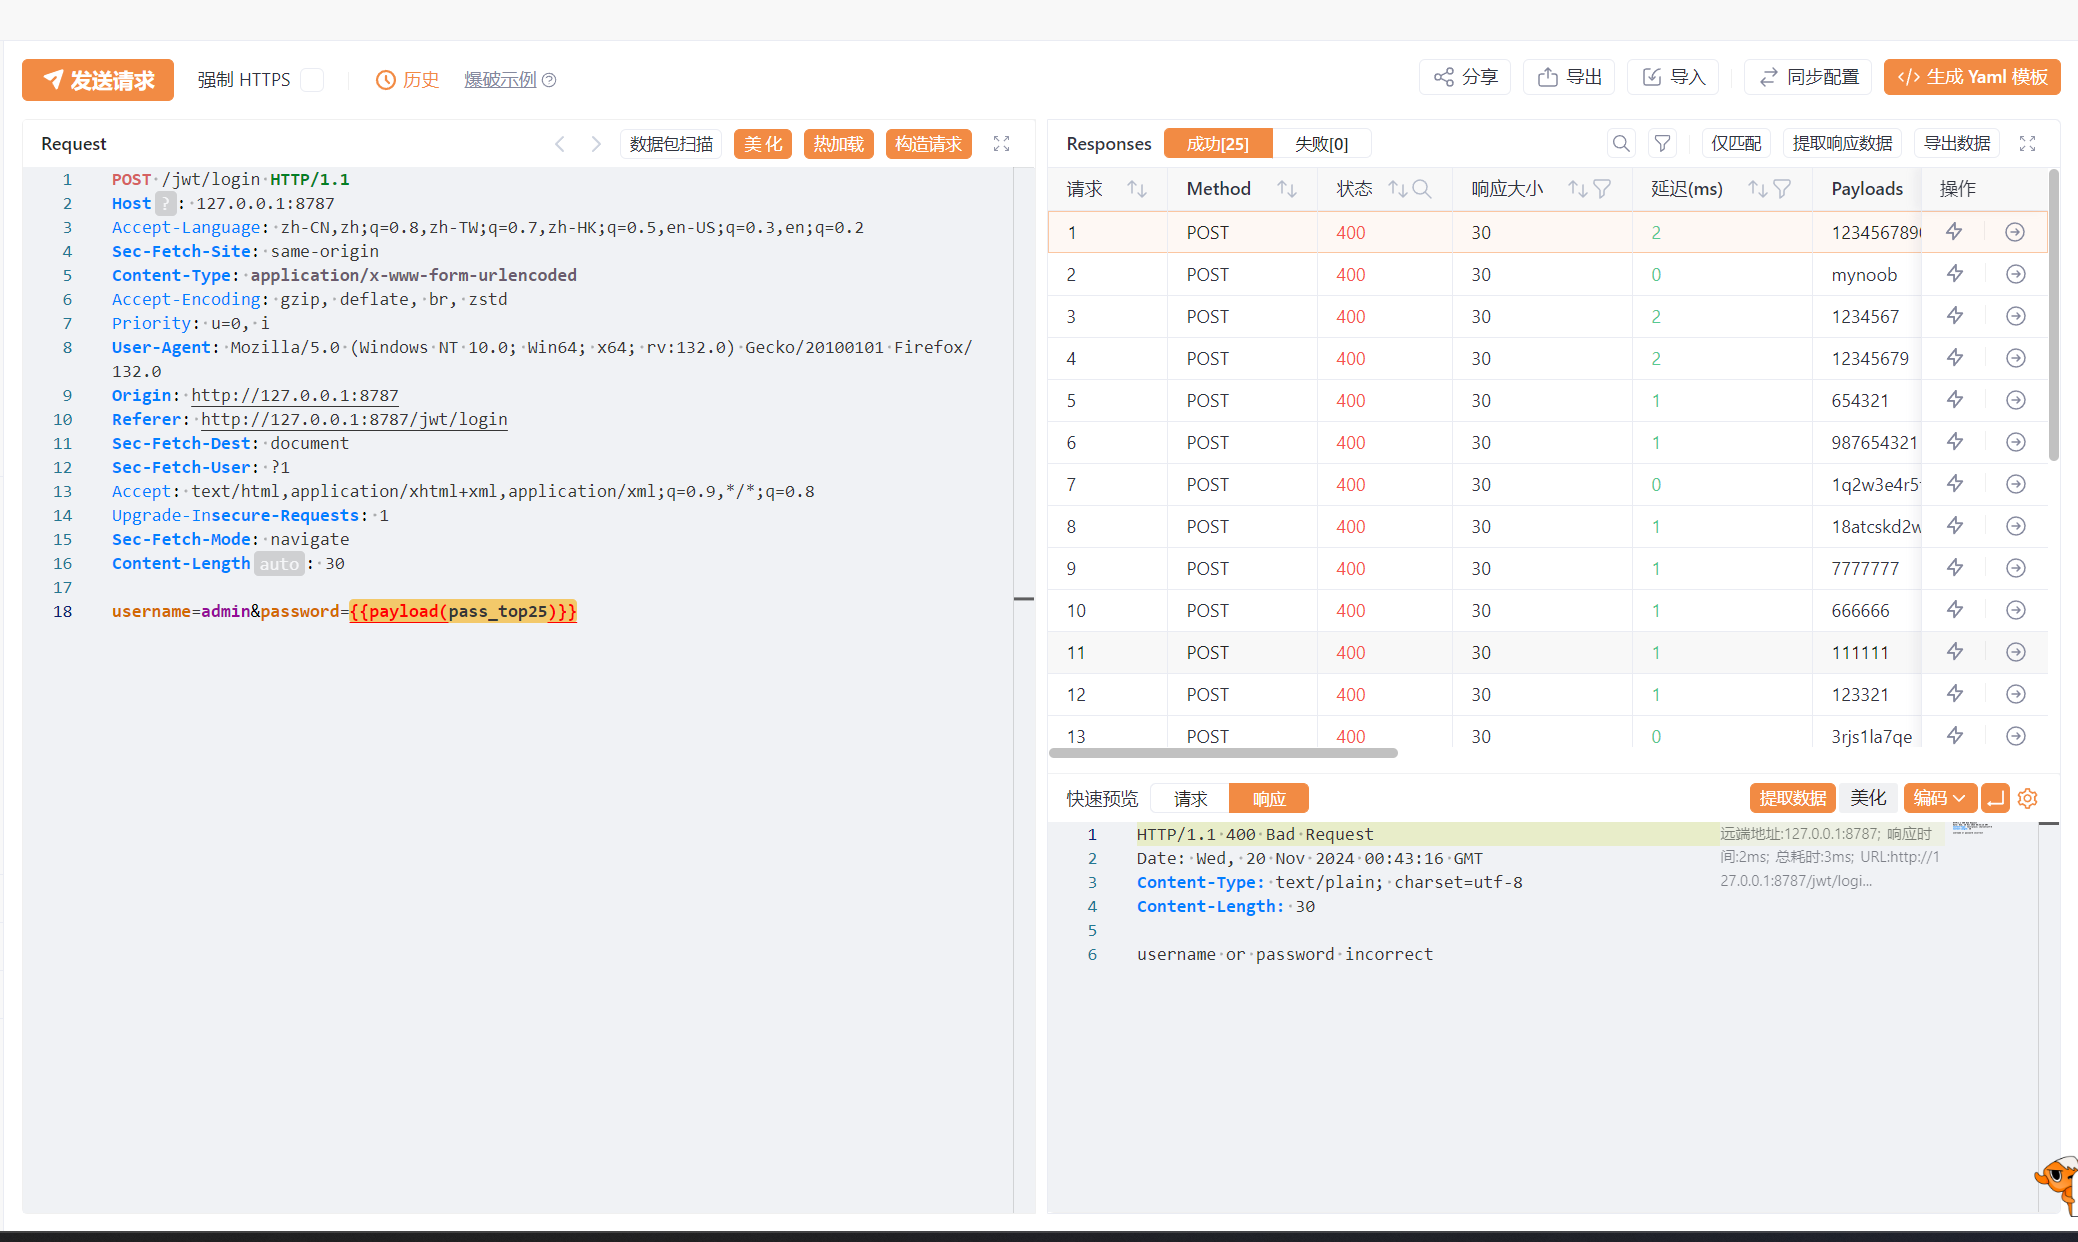 发送请求 强制 HTTPS 历史 爆破示例 分享 导出 导入 同步配置 </> 生成 Yaml 模板
Request 数据包扫描 美化 热加载 构造请求
1 POST /jwt/login HTTP/1.1
2 Host ? : 127.0.0.1:8787
3 Accept-Language: zh-CN,zh;q=0.8,zh-TW;q=0.7,zh-HK;q=0.5,en-US;q=0.3,en;q=0.2
4 Sec-Fetch-Site: same-origin
5 Content-Type: application/x-www-form-urlencoded
6 Accept-Encoding: gzip, deflate, br, zstd
7 Priority: u=0, i
8 User-Agent: Mozilla/5.0 (Windows NT 10.0; Win64; x64; rv:132.0) Gecko/20100101 Firefox/
132.0
9 Origin: http://127.0.0.1:8787
10 Referer: http://127.0.0.1:8787/jwt/login
11 Sec-Fetch-Dest: document
12 Sec-Fetch-User: ?1
13 Accept: text/html,application/xhtml+xml,application/xml;q=0.9,*/*;q=0.8
14 Upgrade-Insecure-Requests: 1
15 Sec-Fetch-Mode: navigate
16 Content-Length auto : 30
17
18 username=admin&password={{payload(pass_top25)}}
Responses 成功[25] 失败[0] 仅匹配 提取响应数据 导出数据
请求 Method 状态 响应大小 延迟(ms) Payloads 操作
1 POST 400 30 2 123456789
2 POST 400 30 0 mynoob
3 POST 400 30 2 1234567
4 POST 400 30 2 12345679
5 POST 400 30 1 654321
6 POST 400 30 1 987654321
7 POST 400 30 0 1q2w3e4r5
8 POST 400 30 1 18atcskd2w
9 POST 400 30 1 7777777
10 POST 400 30 1 666666
11 POST 400 30 1 111111
12 POST 400 30 1 123321
13 POST 400 30 0 3rjs1la7qe
快速预览 请求 响应 提取数据 美化 编码
1 HTTP/1.1 400 Bad Request
2 Date: Wed, 20 Nov 2024 00:43:16 GMT
3 Content-Type: text/plain; charset=utf-8
4 Content-Length: 30
5
6 username or password incorrect
远端地址:127.0.0.1:8787; 响应时
间:2ms; 总耗时:3ms; URL:http://1
27.0.0.1:8787/jwt/logi...